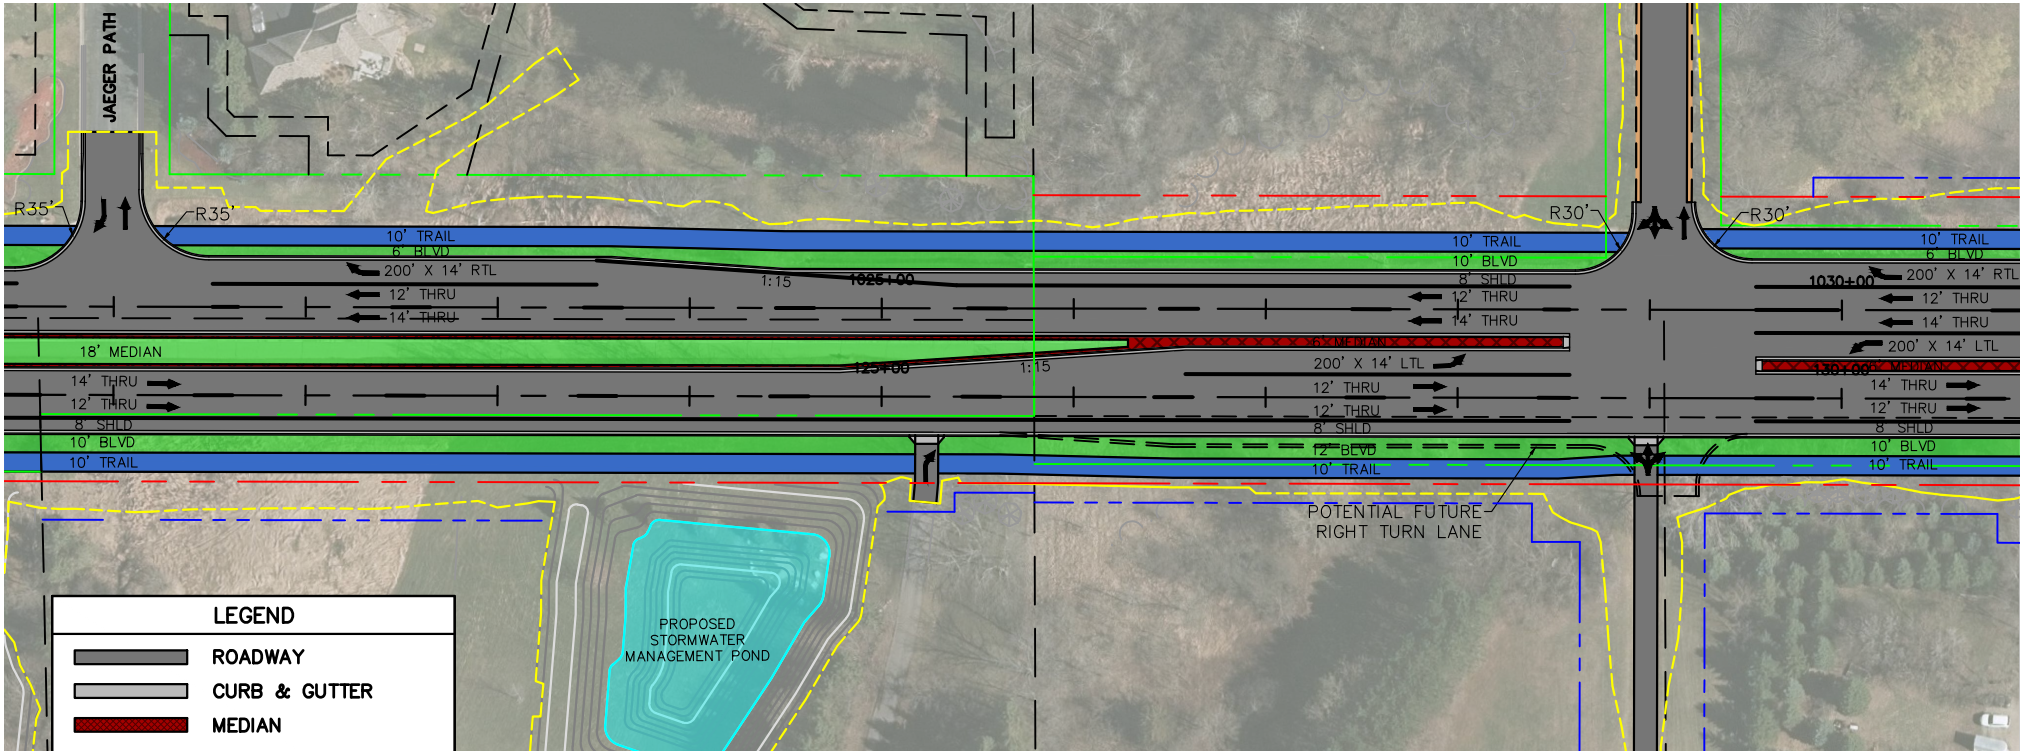 JAEGER PATH
R35'
R35'
R30'
R30'
10' TRAIL
6' BLVD
200' X 14' RTL
12' THRU
14' THRU
18' MEDIAN
14' THRU
12' THRU
8' SHLD
10' BLVD
10' TRAIL
1:15
1025+00
125+00
1:15
10' TRAIL
10' BLVD
8' SHLD
12' THRU
14' THRU
6' MEDIAN
200' X 14' LTL
12' THRU
12' THRU
8' SHLD
12' BLVD
10' TRAIL
POTENTIAL FUTURE
RIGHT TURN LANE
10' TRAIL
6' BLVD
200' X 14' RTL
1030+00
12' THRU
14' THRU
200' X 14' LTL
130+00
MEDIAN
14' THRU
12' THRU
8' SHLD
10' BLVD
10' TRAIL
PROPOSED
STORMWATER
MANAGEMENT POND
LEGEND
ROADWAY
CURB & GUTTER
MEDIAN